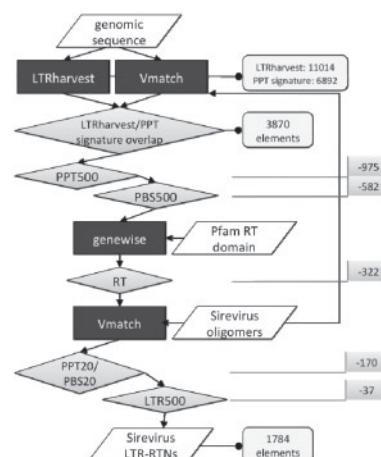 genomic
sequence
LTRharvest
Vmatch
LTRharvest: 11014
PPT signature: 6892
LTRharvest/PPT
signature overlap
3870
elements
PPT500
-975
PBS500
-582
genewise
Pfam RT
domain
RT
-322
Vmatch
Sirevirus
oligomers
PPT20/
PBS20
-170
LTR500
-37
Sirevirus
LTR-RTNs
1784
elements